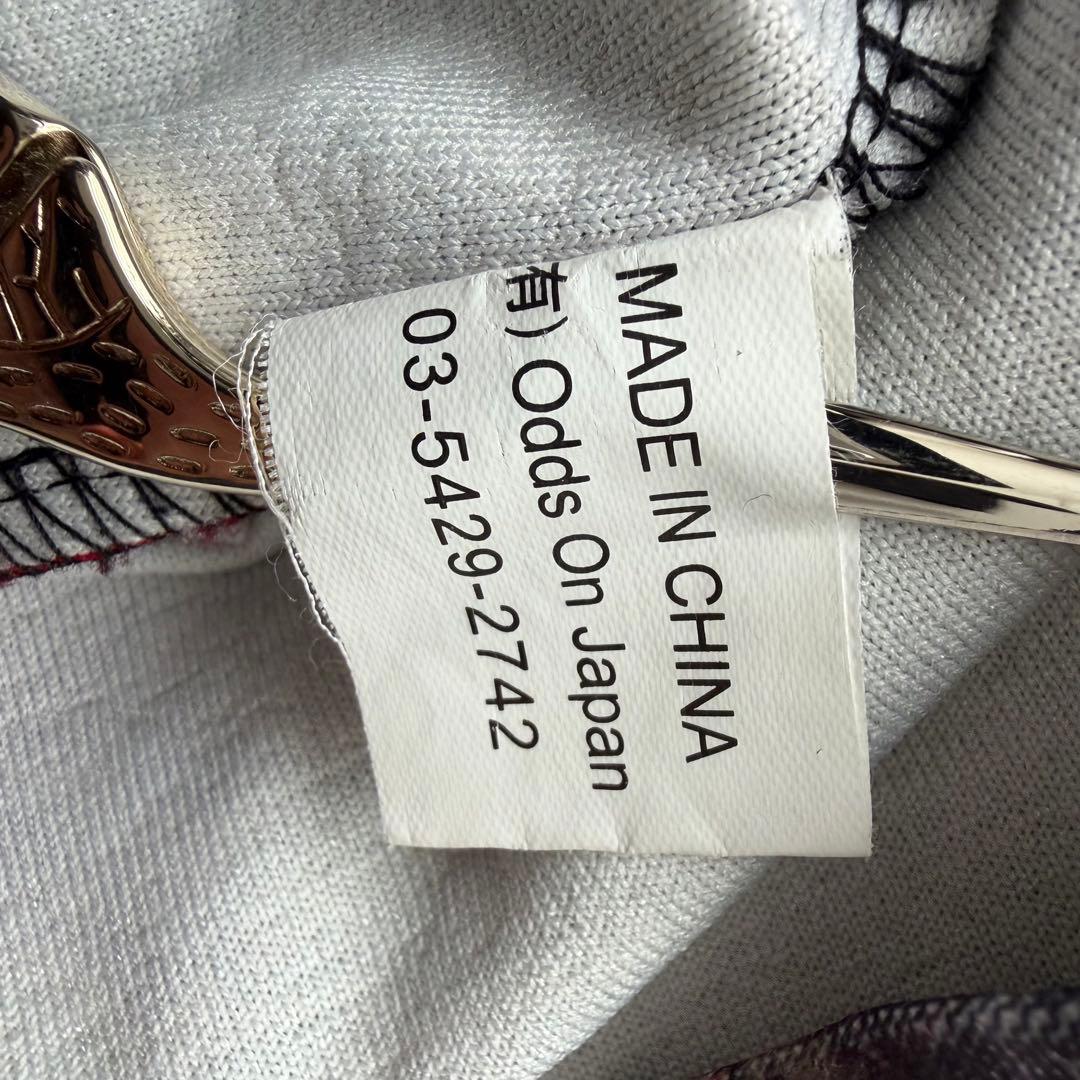 MADE IN CHINA
有) Odds On Japan
03-5429-2742